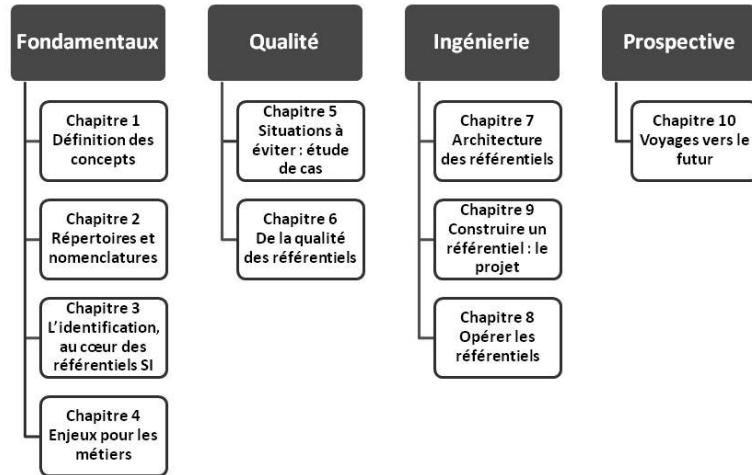 Fondamentaux
Chapitre 1
Définition des
concepts
Chapitre 2
Répertoires et
nomenclatures
Chapitre 3
L'identification,
au cœur des
référentiels SI
Chapitre 4
Enjeux pour les
métiers
Qualité
Chapitre 5
Situations à
éviter : étude
de cas
Chapitre 6
De la qualité
des référentiels
Ingénierie
Chapitre 7
Architecture
des référentiels
Chapitre 9
Construire un
référentiel : le
projet
Chapitre 8
Opérer les
référentiels
Prospective
Chapitre 10
Voyages vers le
futur